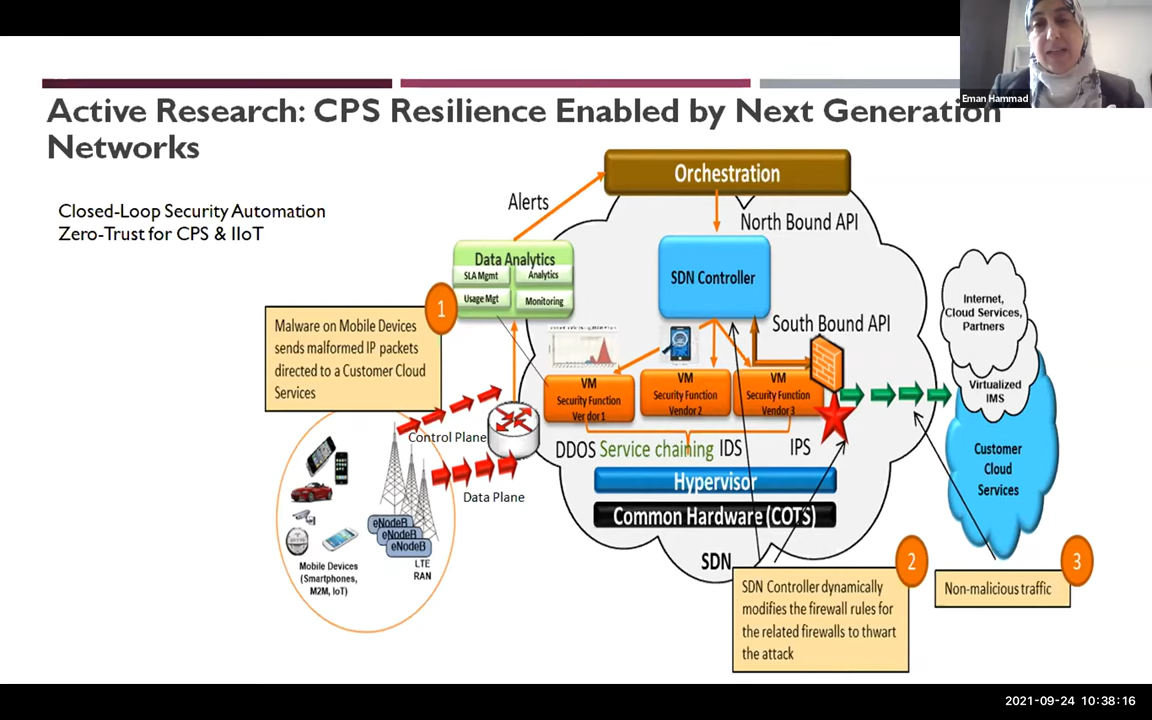 Eman Hammad
Active Research: CPS Resilience Enabled by Next Generation
Networks
Closed-Loop Security Automation
Zero-Trust for CPS & IIoT
Orchestration
Alerts
North Bound API
Data Analytics
SLA Mgmt
Analytics
Usage Mgt
Monitoring
SDN Controller
South Bound API
Internet,
Cloud Services,
Partners
Virtualized
IMS
1
Malware on Mobile Devices
sends malformed IP packets
directed to a Customer Cloud
Services
VM
Security Function
Vendor 1
VM
Security Function
Vendor 2
VM
Security Function
Vendor 3
Control Plane
Data Plane
DDOS Service chaining IDS
IPS
Customer
Cloud
Services
Hypervisor
Common Hardware (COTS)
SDN
eNodeB
eNodeB
eNodeB
LTE
RAN
Mobile Devices
(Smartphones,
M2M, IoT)
2
SDN Controller dynamically
modifies the firewall rules for
the related firewalls to thwart
the attack
3
Non-malicious traffic
2021-09-24 10:38:16